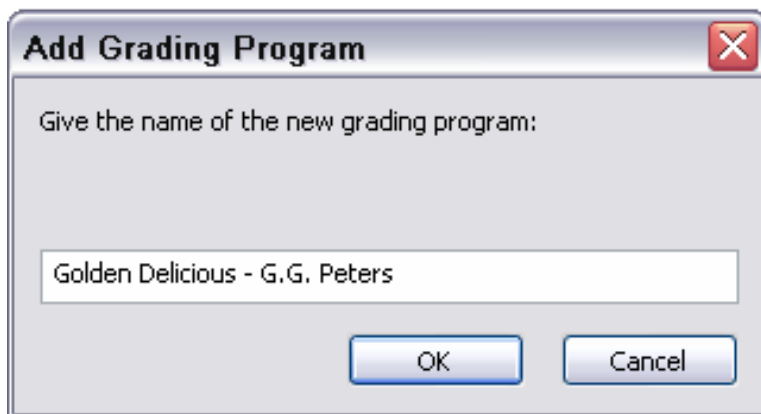 Add Grading Program
Give the name of the new grading program:
Golden Delicious - G.G. Peters
OK
Cancel